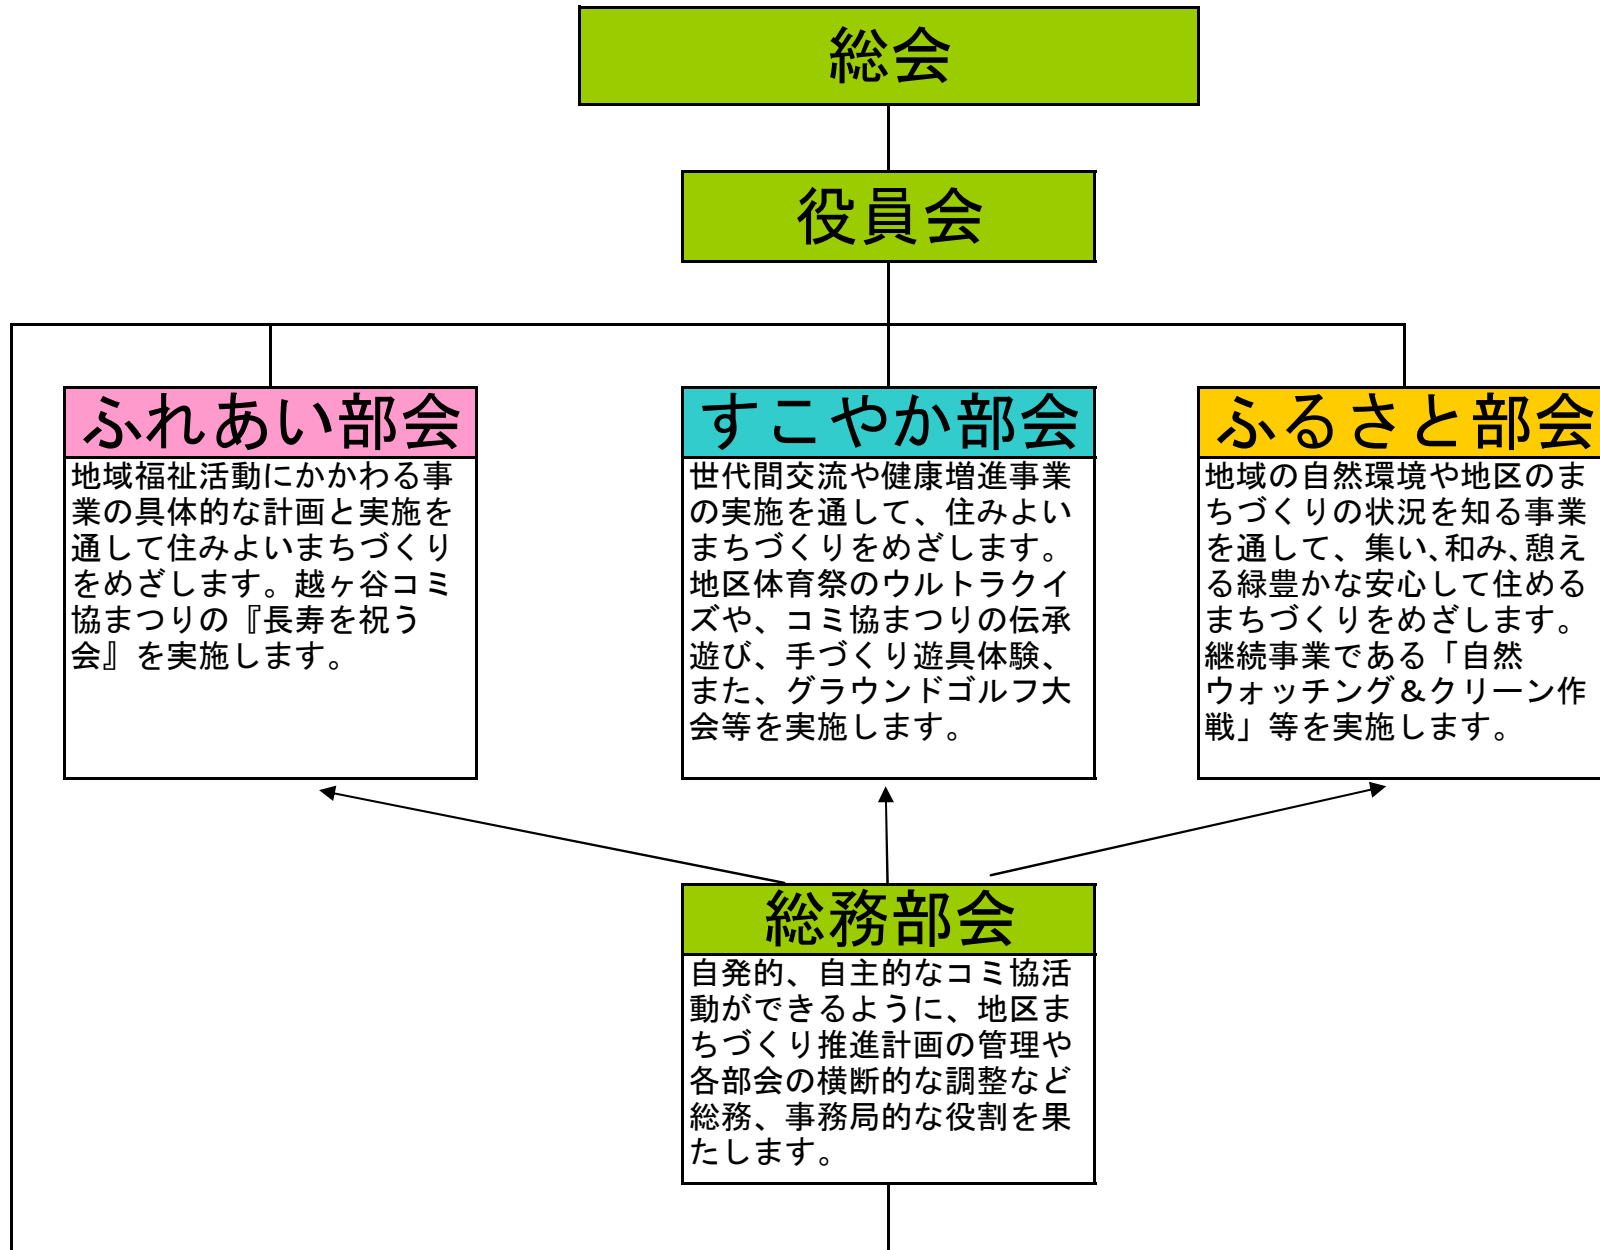 総会
役員会
ふれあい部会
地域福祉活動にかかわる事
業の具体的な計画と実施を
通して住みよいまちづくり
をめざします。越ヶ谷コミ
協まつりの『長寿を祝う
会』を実施します。
すこやか部会
世代間交流や健康増進事業
の実施を通して、住みよい
まちづくりをめざします。
地区体育祭のウルトラクイ
ズや、コミ協まつりの伝承
遊び、手づくり遊具体験、
また、グラウンドゴルフ大
会等を実施します。
ふるさと部会
地域の自然環境や地区のま
ちづくりの状況を知る事業
を通して、集い、和み、憩え
る緑豊かな安心して住める
まちづくりをめざします。
継続事業である「自然
ウォッチング＆クリーン作
戦」等を実施します。
総務部会
自発的、自主的なコミ協活
動ができるように、地区ま
ちづくり推進計画の管理や
各部会の横断的な調整など
総務、事務局的な役割を果
たします。